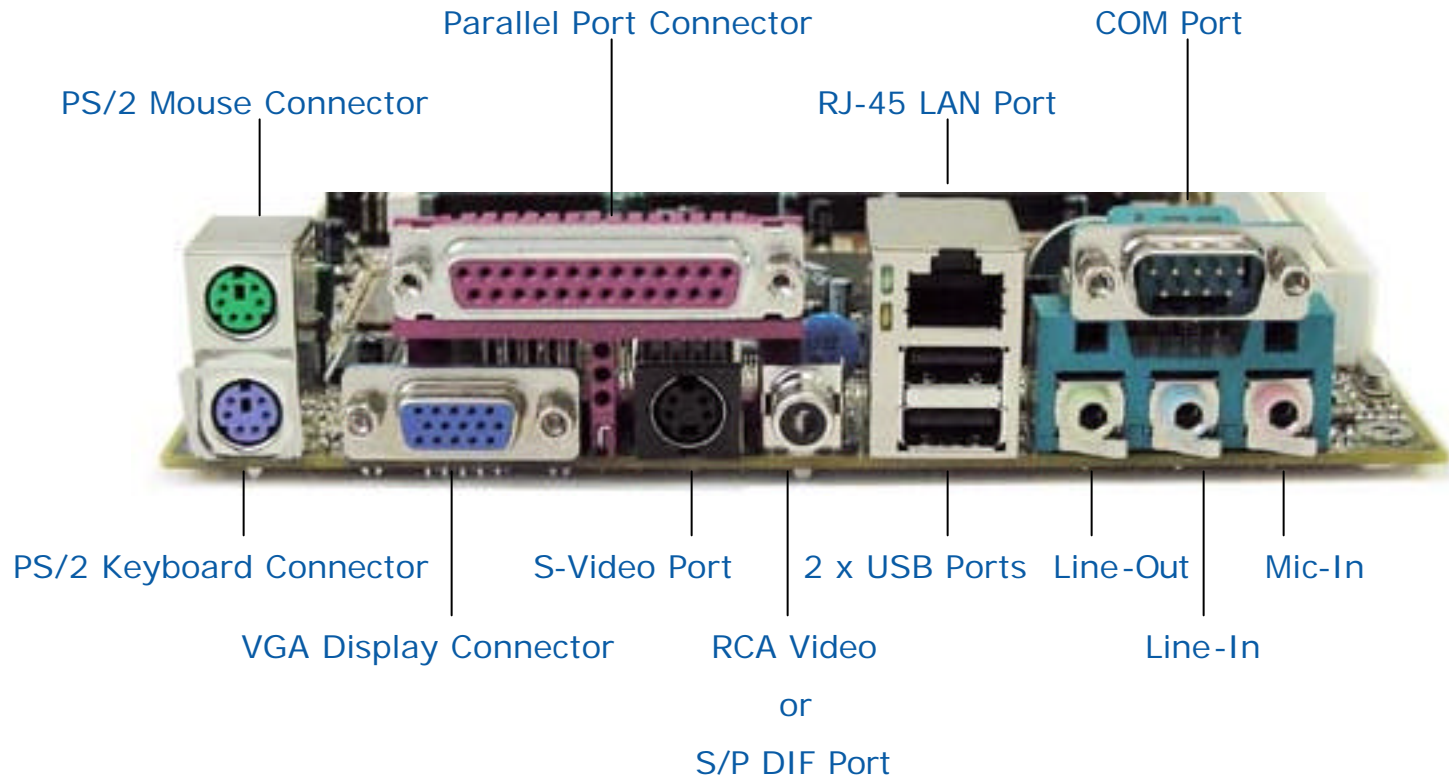 Parallel Port Connector
COM Port
PS/2 Mouse Connector
RJ-45 LAN Port
PS/2 Keyboard Connector
S-Video Port
2 x USB Ports
Line-Out
Mic-In
VGA Display Connector
RCA Video
or
S/P DIF Port
Line-In